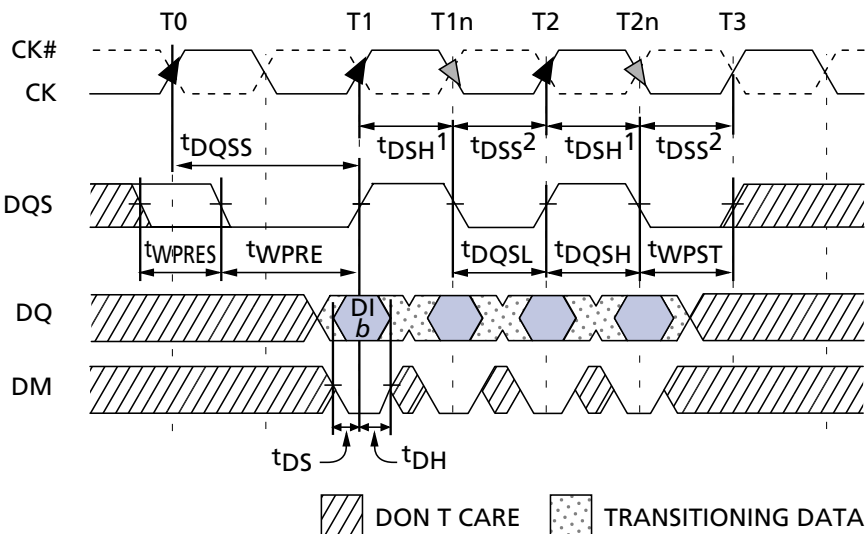 T0 T1 T1n T2 T2n T3
CK#
CK
tDSH1 tDSS2 tDSH1 tDSS2
tDQSS
DQS
tWPRES tWPRE tDQSL tDQSH tWPST
DQ
DI
b
DM
tDS tDH
DON T CARE TRANSITIONING DATA